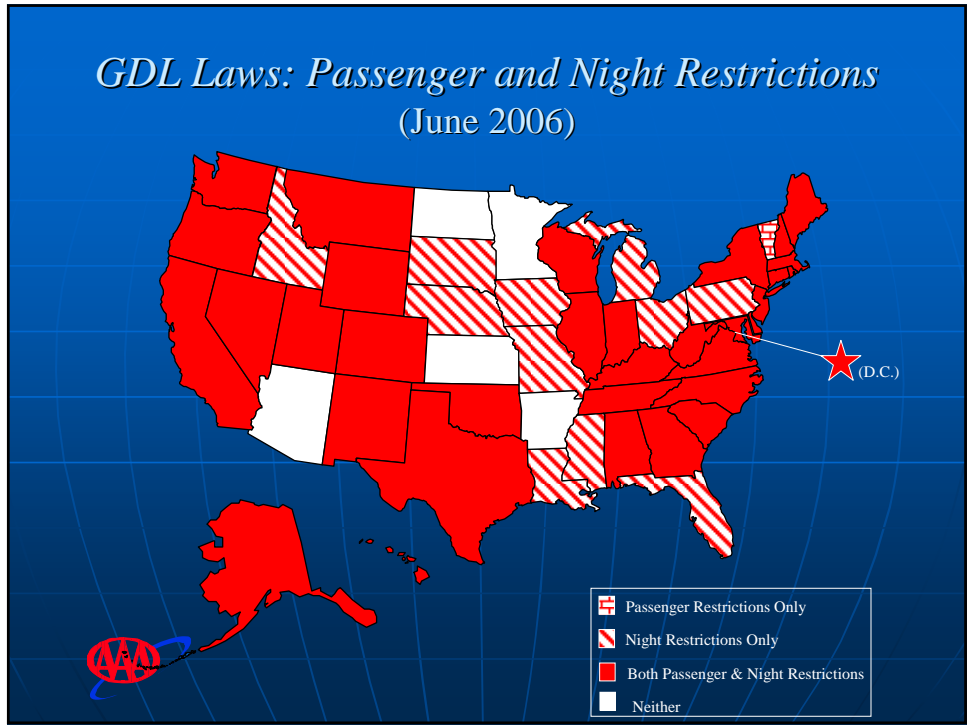 GDL Laws: Passenger and Night Restrictions
(June 2006)
(D.C.)
Passenger Restrictions Only
Night Restrictions Only
Both Passenger & Night Restrictions
Neither
AAA